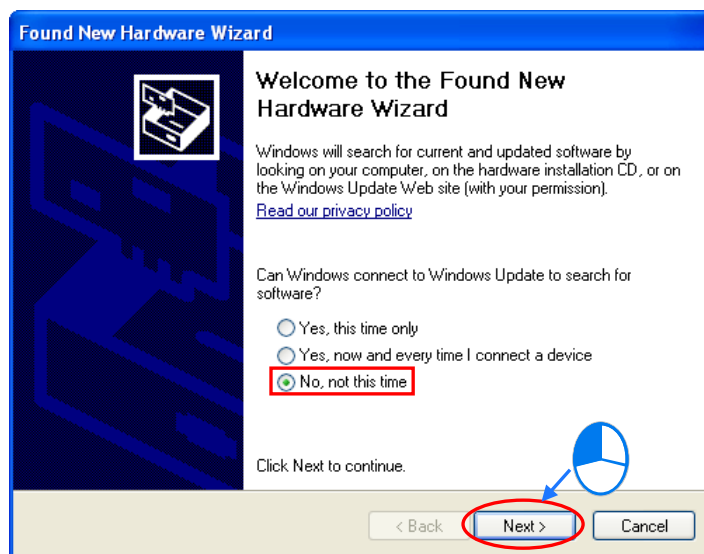 Found New Hardware Wizard
Welcome to the Found New
Hardware Wizard
Windows will search for current and updated software by
looking on your computer, on the hardware installation CD, or on
the Windows Update Web site (with your permission).
Read our privacy policy
Can Windows connect to Windows Update to search for
software?
Yes, this time only
Yes, now and every time I connect a device
No, not this time
Click Next to continue.
< Back Next > Cancel